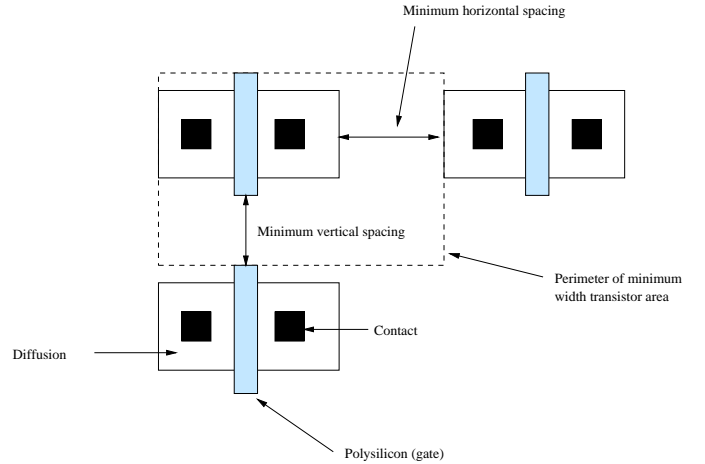 Minimum horizontal spacing
Minimum vertical spacing
Perimeter of minimum
width transistor area
Contact
Diffusion
Polysilicon (gate)